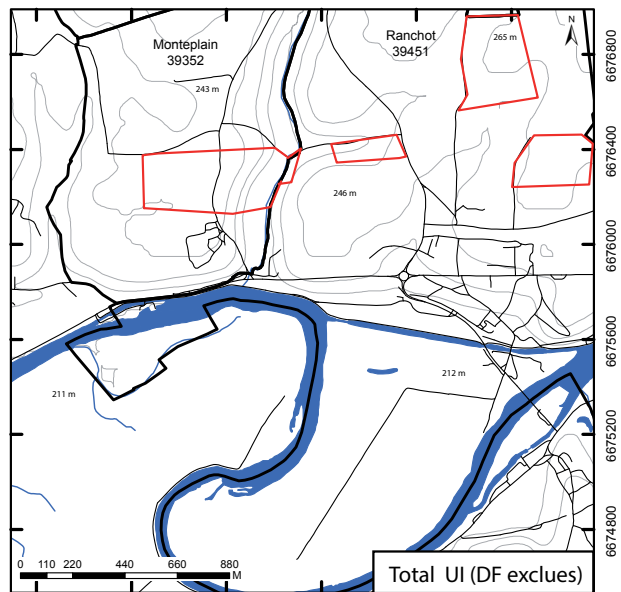 N
Monteplain
39352
Ranchot
39451
265 m
243 m
246 m
6676800
6676400
6676000
6675600
6675200
6674800
211 m
212 m
0 110 220 440 660 880
M
Total UI (DF exclues)